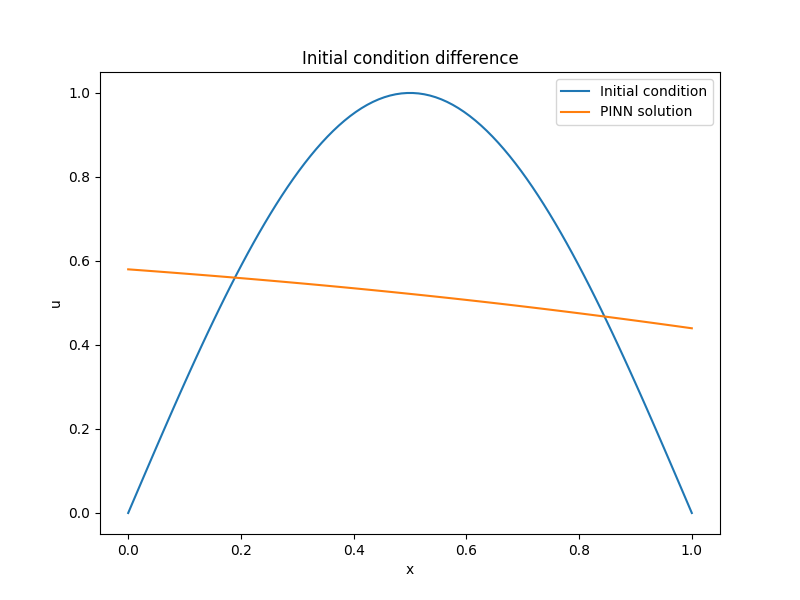 Initial condition difference
Initial condition
PINN solution
1.0
0.8
0.6
0.4
0.2
0.0
u
0.0 0.2 0.4 0.6 0.8 1.0
x